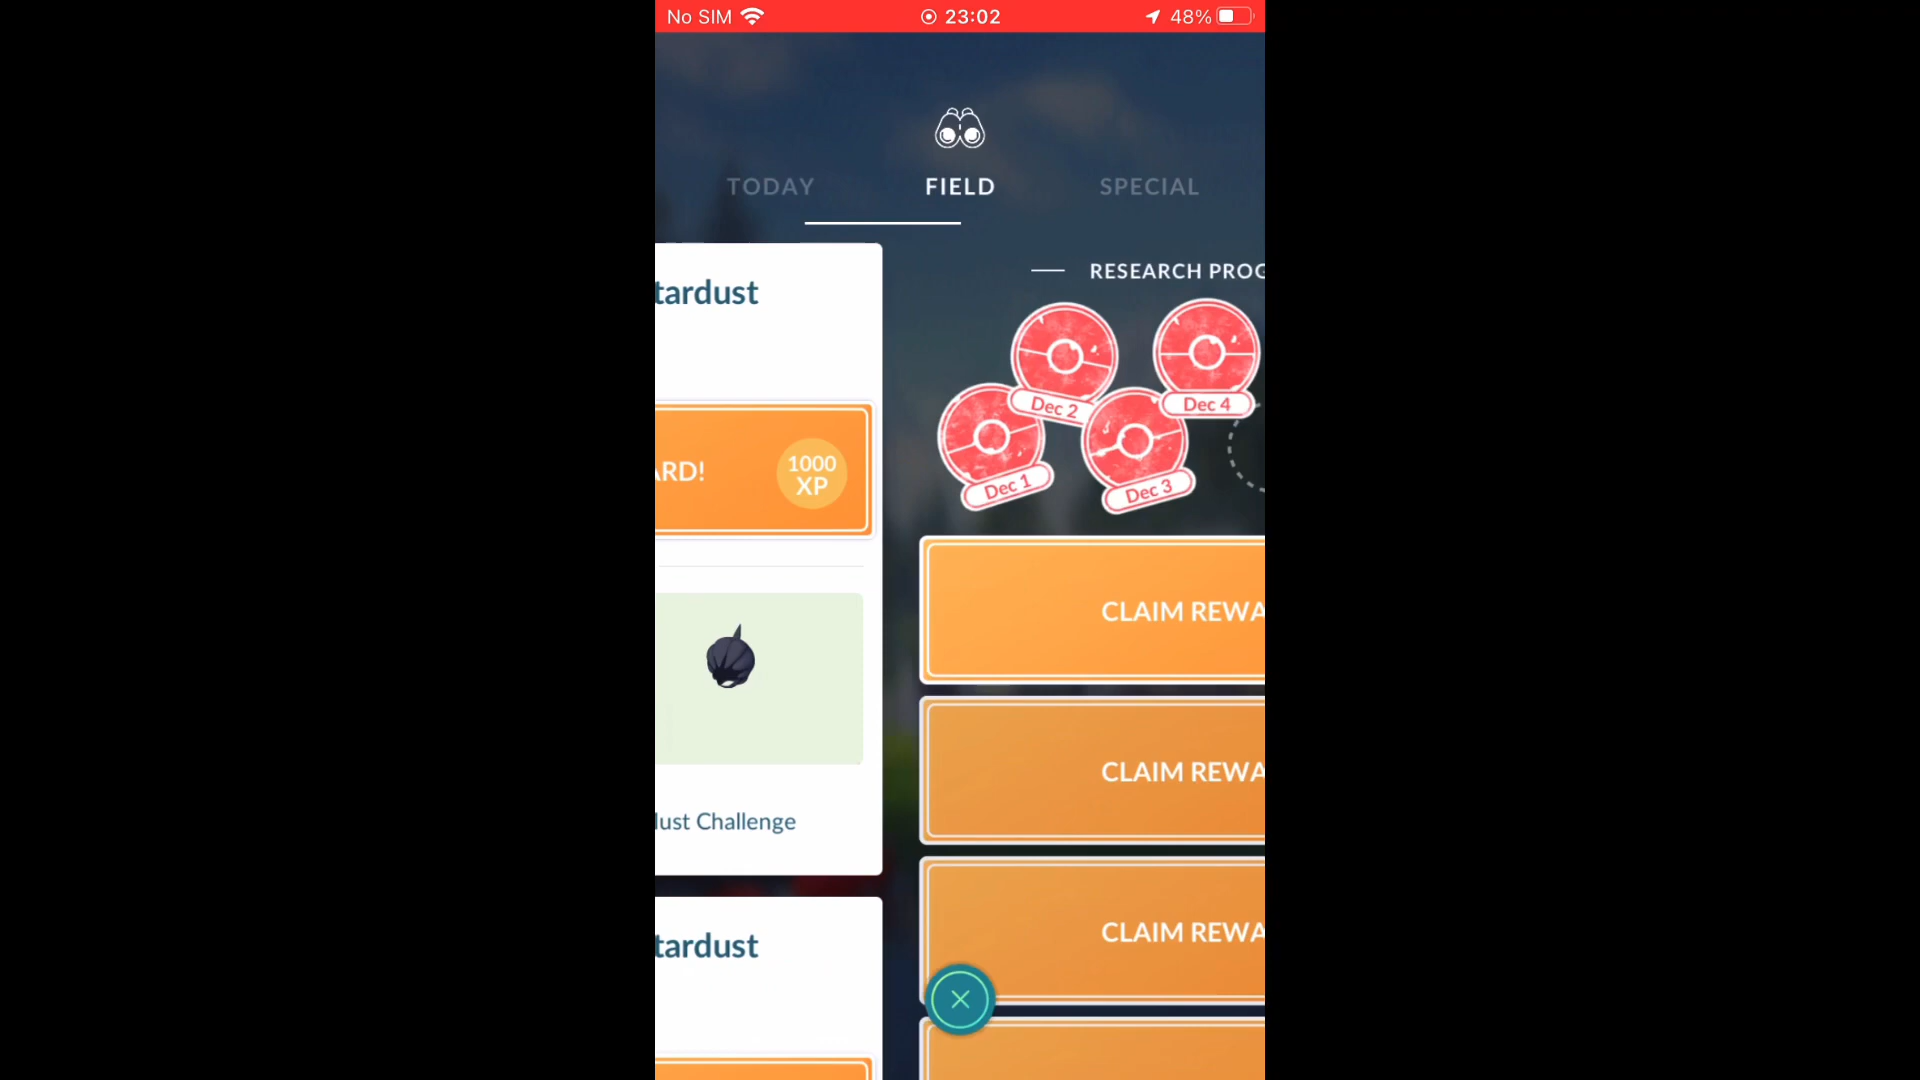 No SIM 23:02 48%
TODAY FIELD SPECIAL
tardust
RESEARCH PROG
Dec 2
Dec 4
Dec 1
Dec 3
ARD!
1000
XP
CLAIM REWA
CLAIM REWA
lust Challenge
CLAIM REWA
tardust